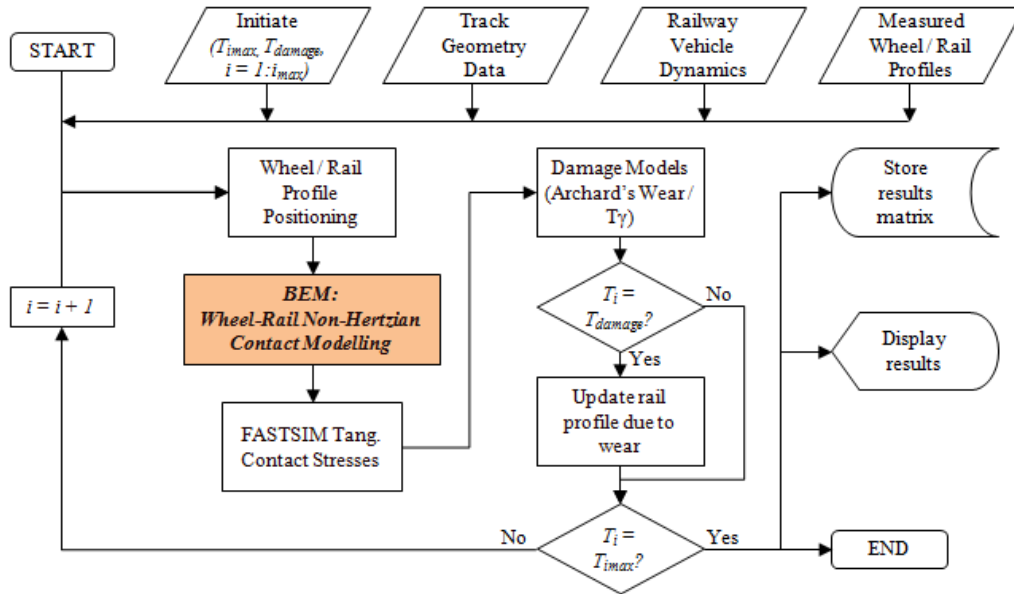 START
Initiate
(Timax, Tdamage,
i = 1:imax)
Track
Geometry
Data
Railway
Vehicle
Dynamics
Measured
Wheel / Rail
Profiles
Wheel / Rail
Profile
Positioning
Damage Models
(Archard's Wear /
Tγ)
Store
results
matrix
i = i + 1
BEM:
Wheel-Rail Non-Hertzian
Contact Modelling
Ti =
Tdamage?
No
Yes
Display
results
FASTSIM Tang.
Contact Stresses
Update rail
profile due to
wear
No
Ti =
Timax?
Yes
END